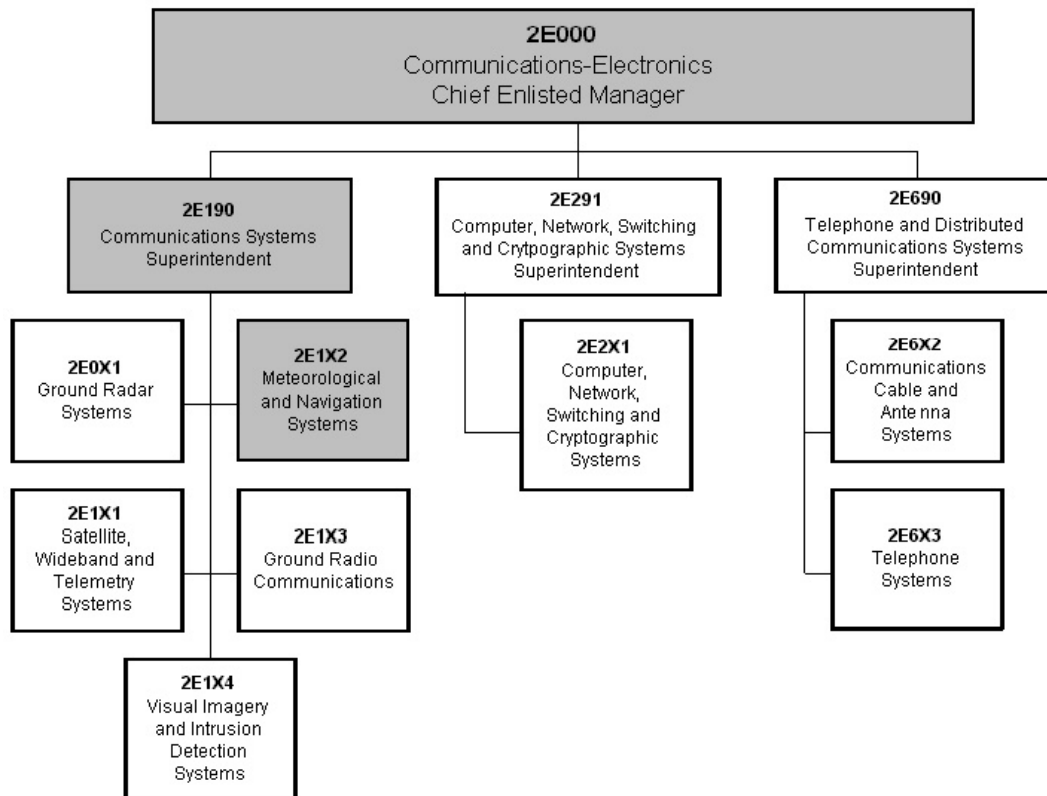 2E000
Communications-Electronics
Chief Enlisted Manager
2E190
Communications Systems
Superintendent
2E291
Computer, Network, Switching
and Crytpographic Systems
Superintendent
2E690
Telephone and Distributed
Communications Systems
Superintendent
2E0X1
Ground Radar
Systems
2E1X2
Meteorological
and Navigation
Systems
2E2X1
Computer,
Network,
Switching and
Cryptographic
Systems
2E6X2
Communications
Cable and
Antenna
Systems
2E1X1
Satellite,
Wideband and
Telemetry
Systems
2E1X3
Ground Radio
Communications
2E6X3
Telephone
Systems
2E1X4
Visual Imagery
and Intrusion
Detection
Systems